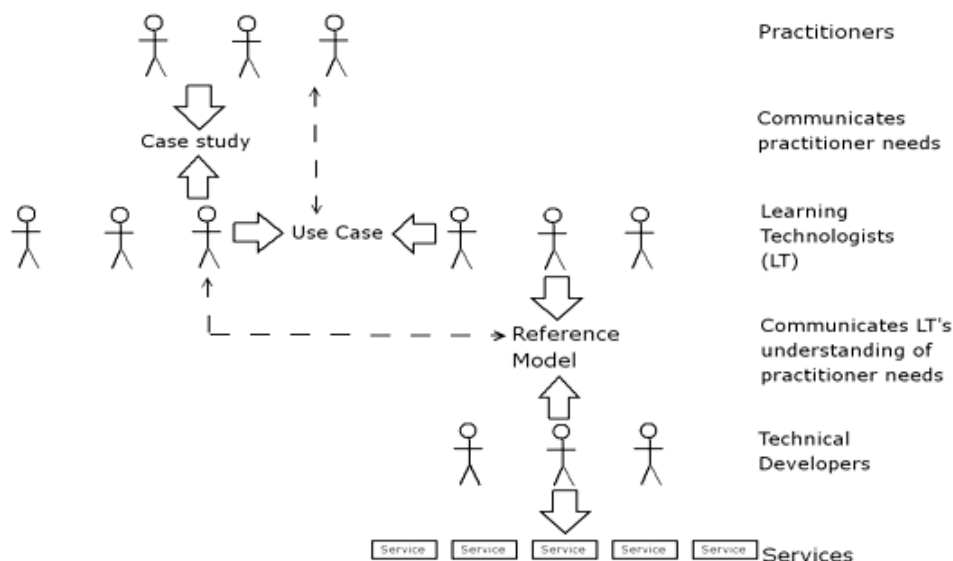 Practitioners
Communicates
practitioner needs
Case study
Learning
Technologists
(LT)
Use Case
Communicates LT's
understanding of
practitioner needs
Reference
Model
Technical
Developers
Service
Service
Service
Service
Service
Services